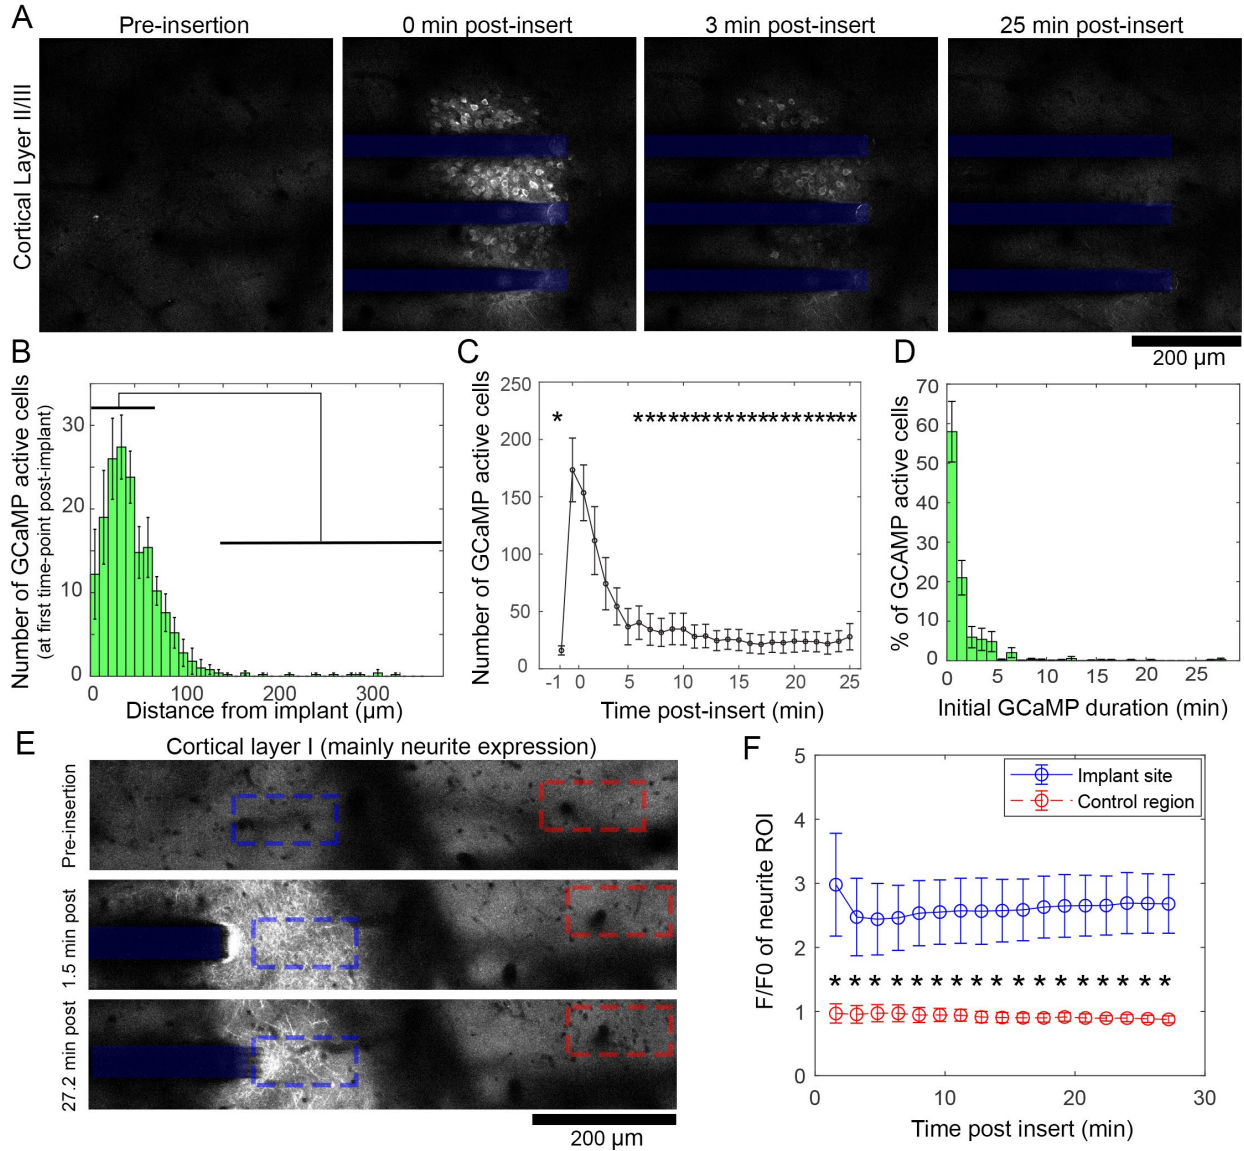 A
Pre-insertion
0 min post-insert
3 min post-insert
25 min post-insert
Cortical Layer II/III
200 µm
B
Number of GCaMP active cells
(at first time-point post-implant)
30
20
10
0
0
100
200
300
Distance from implant (µm)
C
Number of GCaMP active cells
250
200
150
100
50
0
* ********************
-1
0
5
10
15
20
25
Time post-insert (min)
D
% of GCAMP active cells
70
60
50
40
30
20
10
0
0
5
10
15
20
25
Initial GCaMP duration (min)
E
Cortical layer I (mainly neurite expression)
Pre-insertion
1.5 min post
27.2 min post
200 µm
F
F/F0 of neurite ROI
5
4
3
2
1
0
Implant site
Control region
* * * * * * * * * * * * * * * * *
0
10
20
30
Time post insert (min)